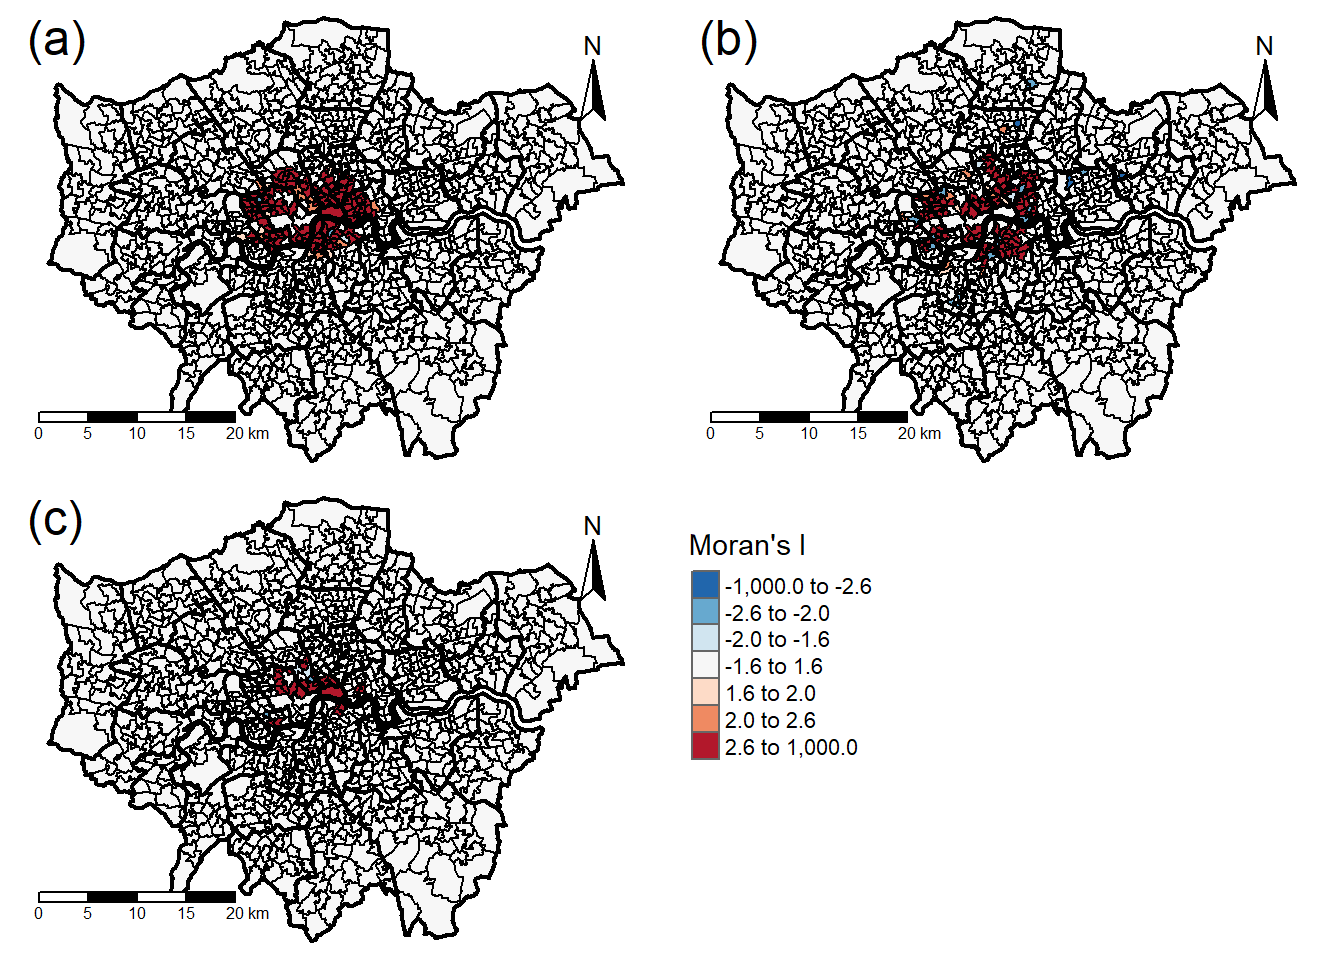 (a)
N
0 5 10 15 20 km
(b)
N
0 5 10 15 20 km
(c)
N
0 5 10 15 20 km
Moran's I
-1,000.0 to -2.6
-2.6 to -2.0
-2.0 to -1.6
-1.6 to 1.6
1.6 to 2.0
2.0 to 2.6
2.6 to 1,000.0